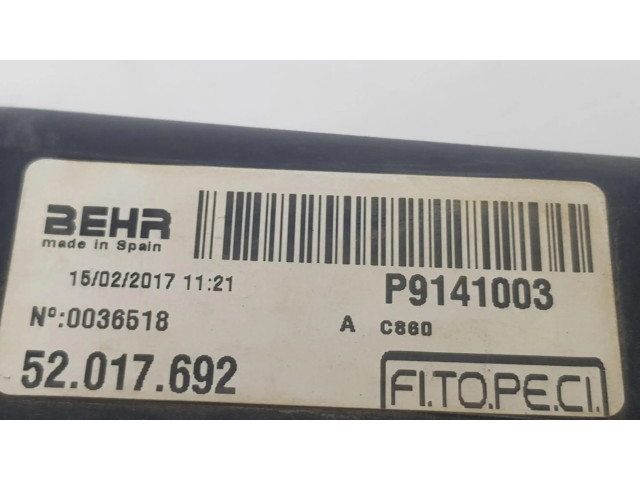 BEHR
made in Spain
15/02/2017 11:21
P9141003
Nº:0036518
A C860
52.017.692
FI.TO.PE.CI.